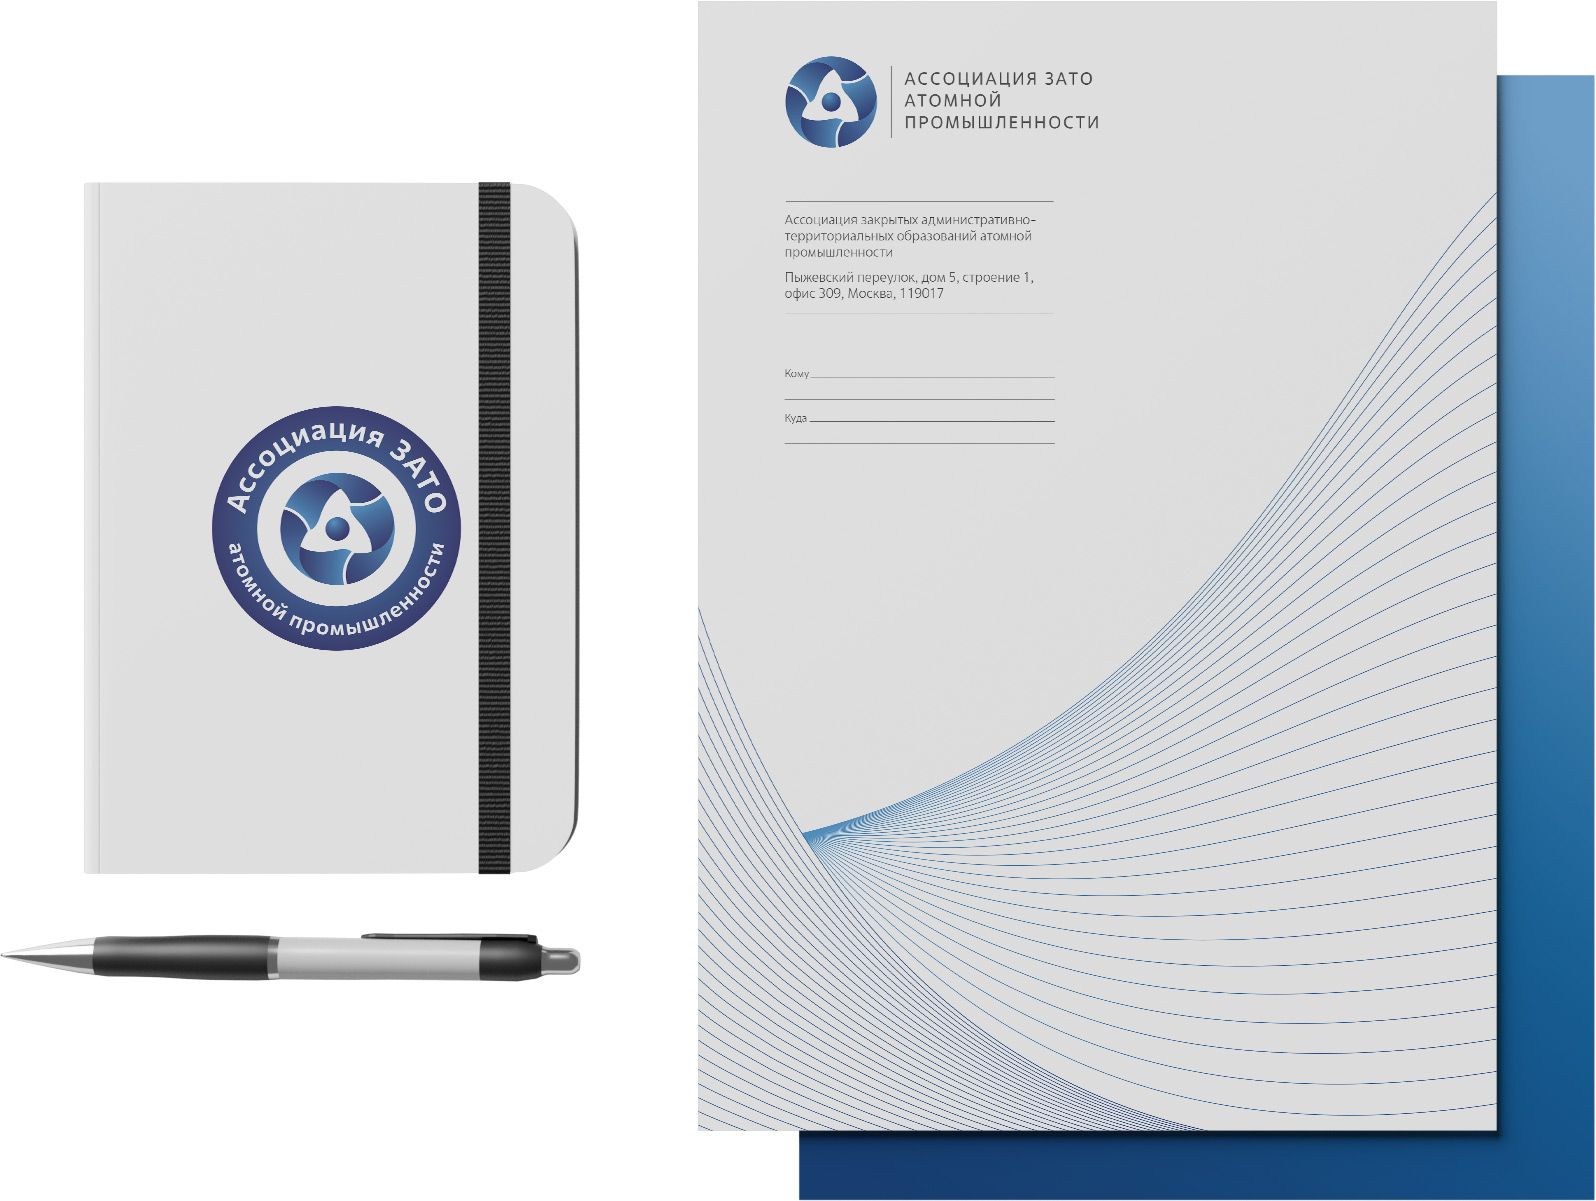 Ассоциация ЗАТО
атомной промышленности
АССОЦИАЦИЯ ЗАТО
АТОМНОЙ
ПРОМЫШЛЕННОСТИ
Ассоциация закрытых административно-
территориальных образований атомной
промышленности
Пыжевский переулок, дом 5, строение 1,
офис 309, Москва, 119017
Кому
Куда